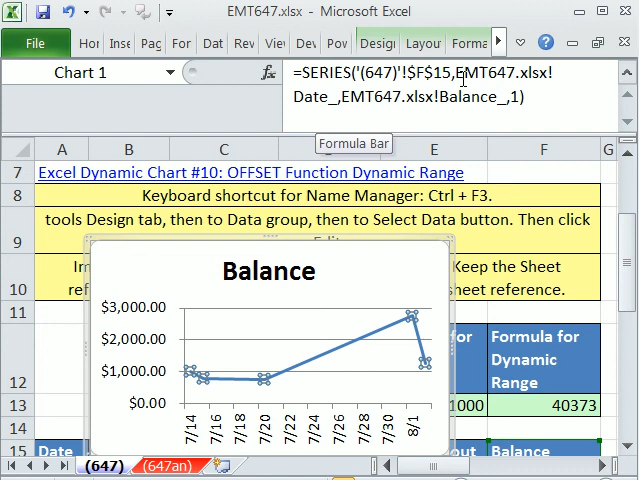 EMT647.xlsx - Microsoft Excel
File Hor Inse Pag For Dat Rev Dev Add Desigr Layou Forma
Chart 1 fx =SERIES('(647)'!$F$15,EMT647.xlsx!
Date_,EMT647.xlsx!Balance_,1)
Formula Bar
A B C E F G
7 Excel Dynamic Chart #10: OFFSET Function Dynamic Range
8 Keyboard shortcut for Name Manager: Ctrl + F3.
tools Design tab, then to Data group, then to Select Data button. Then click
9
Keep the Sheet
10 sheet reference.
11
Formula for
Dynamic
12 Range
13 1000 40373
15 Date out Balance
Balance
$3,000.00
$2,000.00
$1,000.00
$0.00
7/14 7/16 7/18 7/20 7/22 7/24 7/26 7/28 7/30 8/1
(647) (647an)